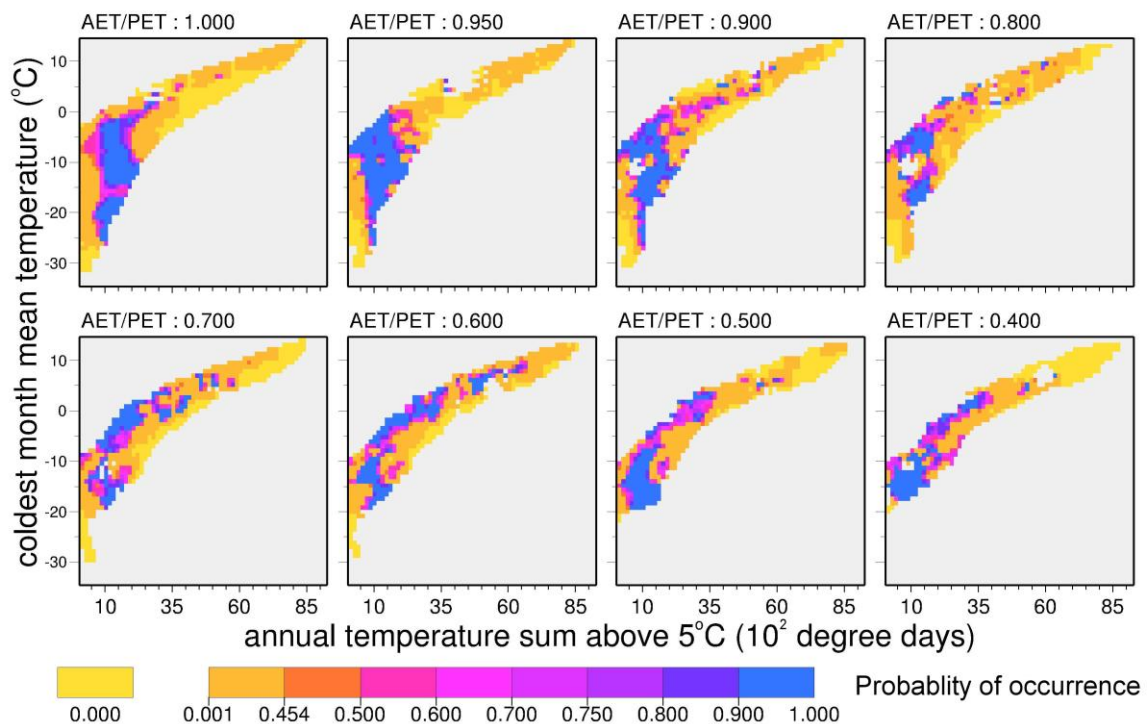 AET/PET : 1.000
AET/PET : 0.950
AET/PET : 0.900
AET/PET : 0.800
10
0
-10
-20
-30
AET/PET : 0.700
AET/PET : 0.600
AET/PET : 0.500
AET/PET : 0.400
10
0
-10
-20
-30
coldest month mean temperature (°C)
10 35 60 85 10 35 60 85 10 35 60 85 10 35 60 85
annual temperature sum above 5°C (10² degree days)
0.000 0.001 0.454 0.500 0.600 0.700 0.750 0.800 0.900 1.000
Probablity of occurrence